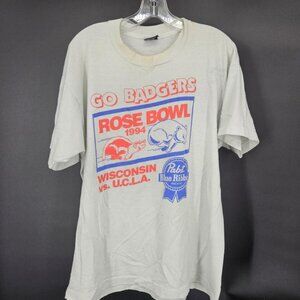 GO BADGERS
ROSE BOWL
1994
WISCONSIN
VS. U.C.L.A.
Pabst
Blue Ribbon